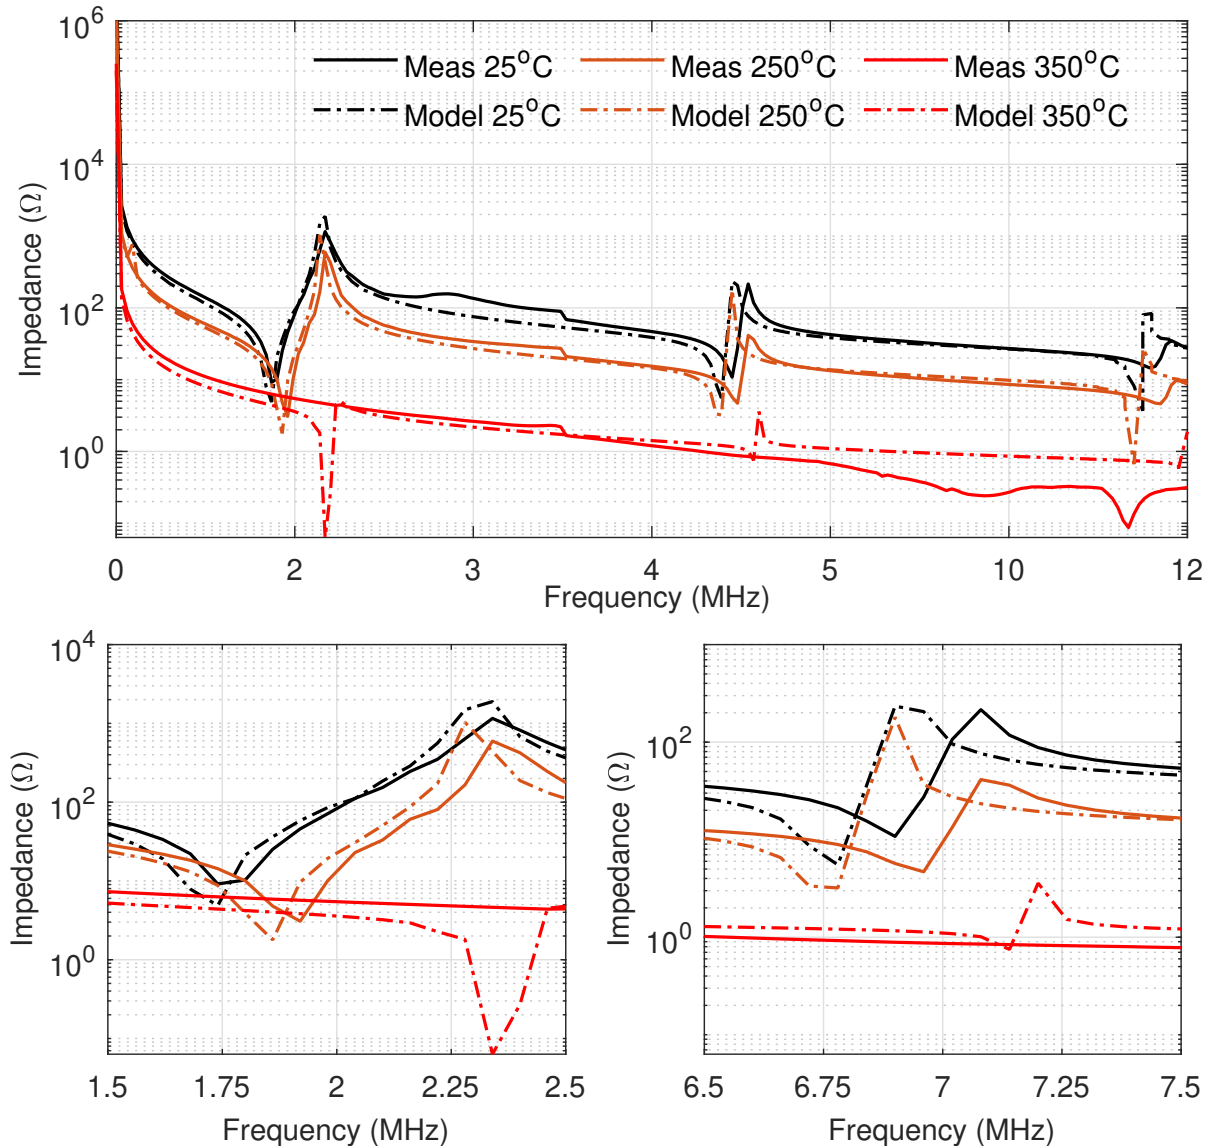 10^6
10^4
10^2
10^0
Impedance (Ω)
Meas 25°C Meas 250°C Meas 350°C
Model 25°C Model 250°C Model 350°C
0 2 4 5 10 12
Frequency (MHz)
10^4
10^2
10^0
Impedance (Ω)
1.5 1.75 2 2.25 2.5
Frequency (MHz)
10^2
10^0
Impedance (Ω)
6.5 6.75 7 7.25 7.5
Frequency (MHz)